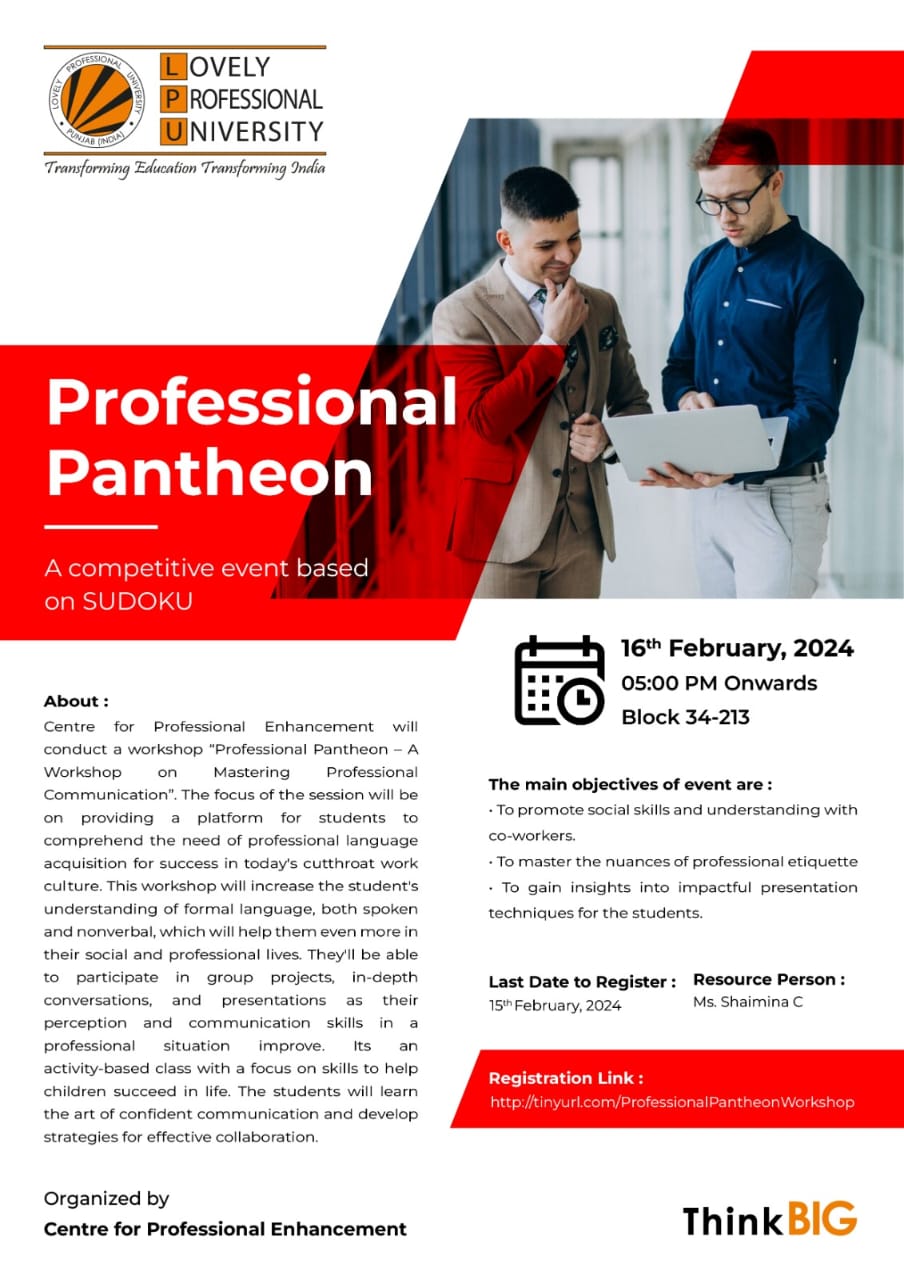 LOVELY PROFESSIONAL UNIVERSITY
PUNJAB (INDIA)
LOVELY
PROFESSIONAL
UNIVERSITY
Transforming Education Transforming India
Professional
Pantheon
A competitive event based
on SUDOKU
16th February, 2024
05:00 PM Onwards
Block 34-213
About :
Centre for Professional Enhancement will
conduct a workshop “Professional Pantheon – A
Workshop on Mastering Professional
Communication”. The focus of the session will be
on providing a platform for students to
comprehend the need of professional language
acquisition for success in today's cutthroat work
culture. This workshop will increase the student's
understanding of formal language, both spoken
and nonverbal, which will help them even more in
their social and professional lives. They'll be able
to participate in group projects, in-depth
conversations, and presentations as their
perception and communication skills in a
professional situation improve. Its an
activity-based class with a focus on skills to help
children succeed in life. The students will learn
the art of confident communication and develop
strategies for effective collaboration.
The main objectives of event are :
• To promote social skills and understanding with
co-workers.
• To master the nuances of professional etiquette
• To gain insights into impactful presentation
techniques for the students.
Last Date to Register :
15th February, 2024
Resource Person :
Ms. Shaimina C
Registration Link :
http://tinyurl.com/ProfessionalPantheonWorkshop
Organized by
Centre for Professional Enhancement
ThinkBIG